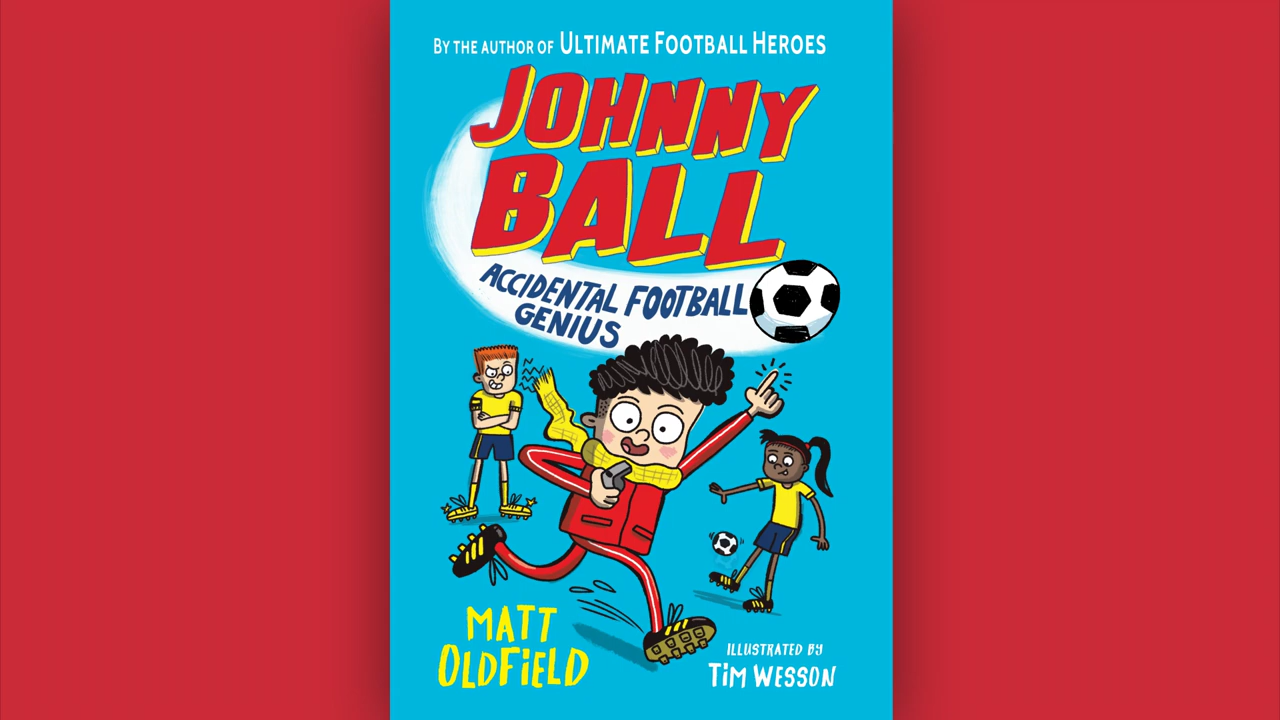 BY THE AUTHOR OF ULTIMATE FOOTBALL HEROES
JOHNNY
BALL
ACCIDENTAL FOOTBALL
GENIUS
MATT
OLDFIELD
ILLUSTRATED BY
TIM WESSON